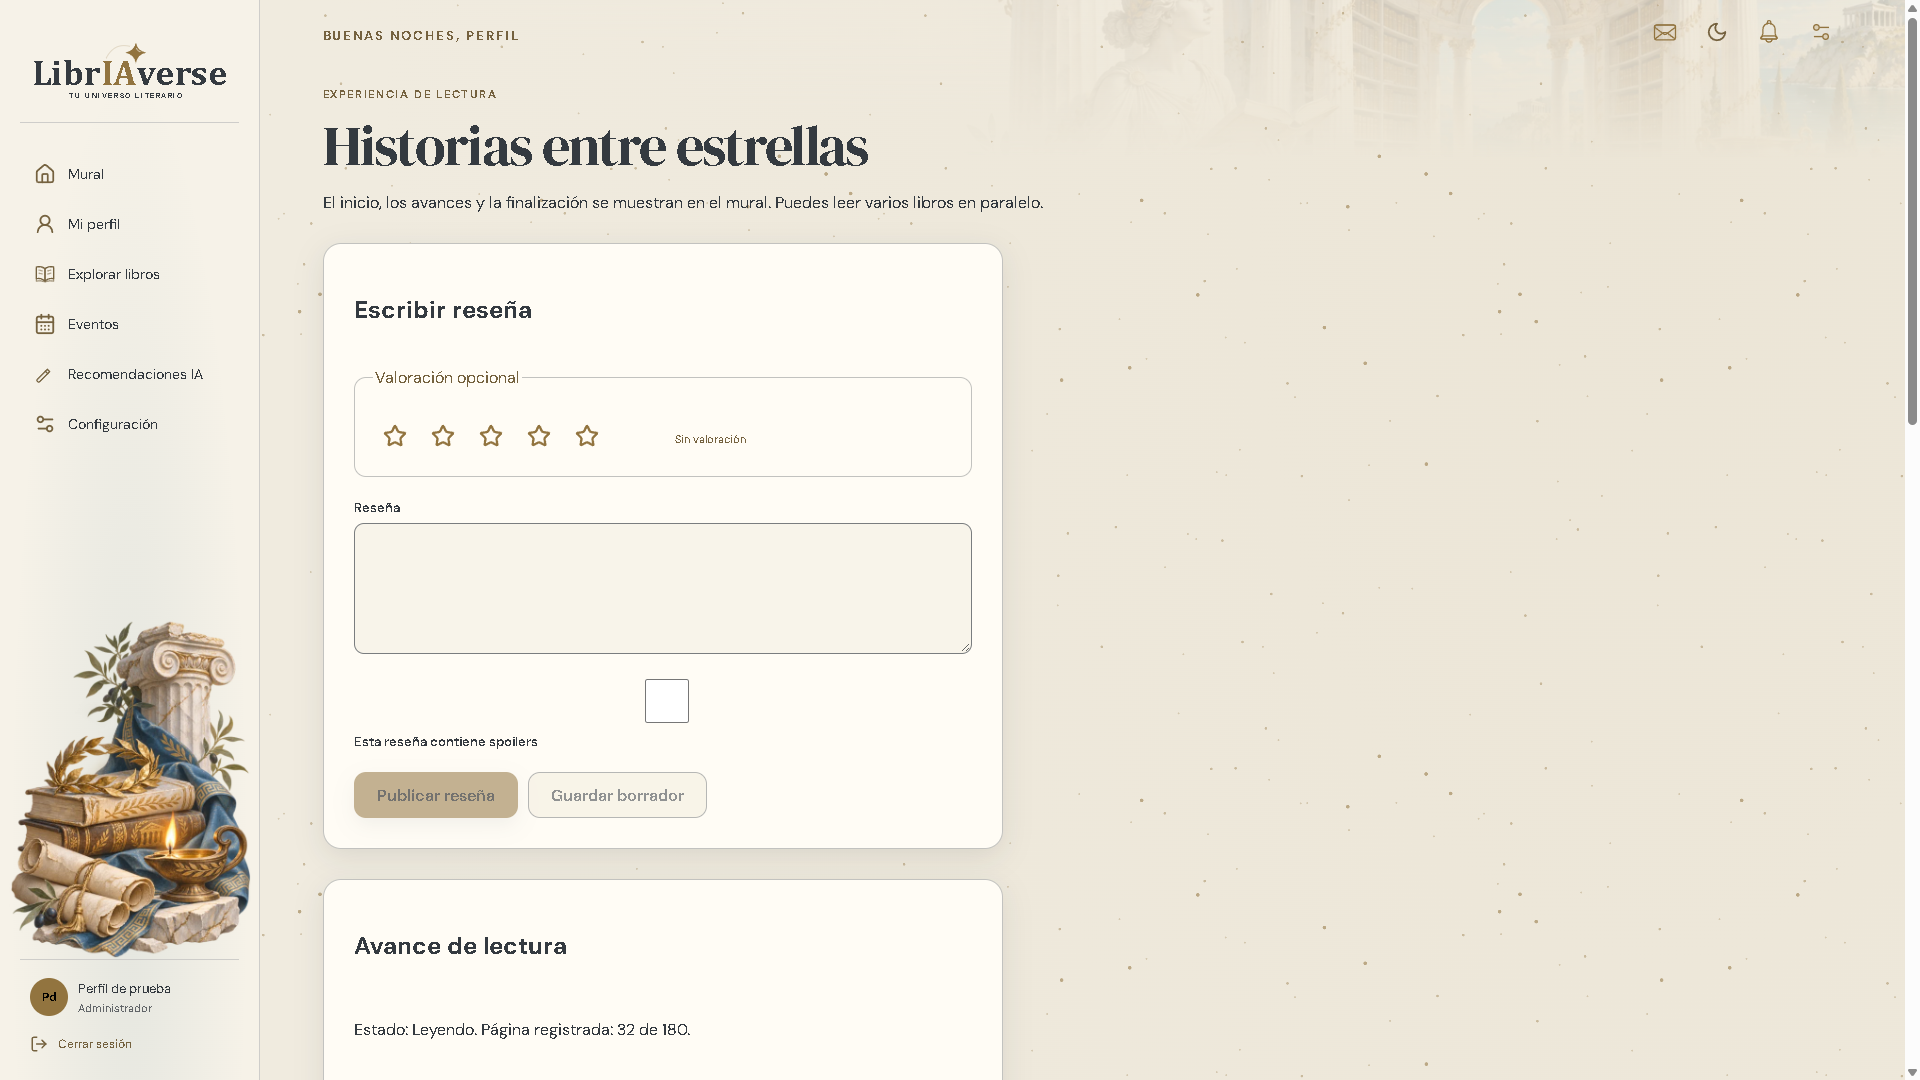 LibrIAverse
TU UNIVERSO LITERARIO
Mural
Mi perfil
Explorar libros
Eventos
Recomendaciones IA
Configuración
Pd
Perfil de prueba
Administrador
Cerrar sesión
BUENAS NOCHES, PERFIL
EXPERIENCIA DE LECTURA
Historias entre estrellas
El inicio, los avances y la finalización se muestran en el mural. Puedes leer varios libros en paralelo.
Escribir reseña
Valoración opcional
Sin valoración
Reseña
Esta reseña contiene spoilers
Publicar reseña
Guardar borrador
Avance de lectura
Estado: Leyendo. Página registrada: 32 de 180.